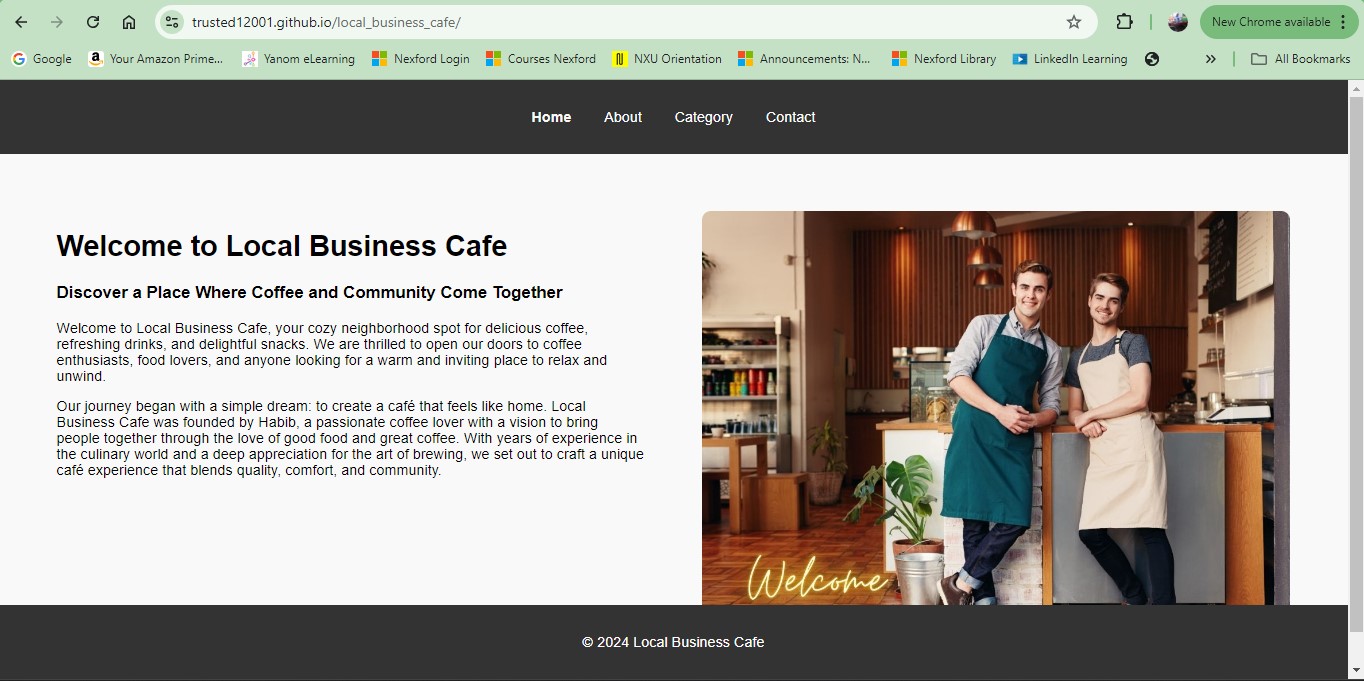 trusted12001.github.io/local_business_cafe/
New Chrome available
Google
Your Amazon Prime...
Yanom eLearning
Nexford Login
Courses Nexford
NXU Orientation
Announcements: N...
Nexford Library
LinkedIn Learning
»
All Bookmarks
Home
About
Category
Contact
Welcome to Local Business Cafe
Discover a Place Where Coffee and Community Come Together
Welcome to Local Business Cafe, your cozy neighborhood spot for delicious coffee,
refreshing drinks, and delightful snacks. We are thrilled to open our doors to coffee
enthusiasts, food lovers, and anyone looking for a warm and inviting place to relax and
unwind.
Our journey began with a simple dream: to create a café that feels like home. Local
Business Cafe was founded by Habib, a passionate coffee lover with a vision to bring
people together through the love of good food and great coffee. With years of experience in
the culinary world and a deep appreciation for the art of brewing, we set out to craft a unique
café experience that blends quality, comfort, and community.
Welcome
© 2024 Local Business Cafe